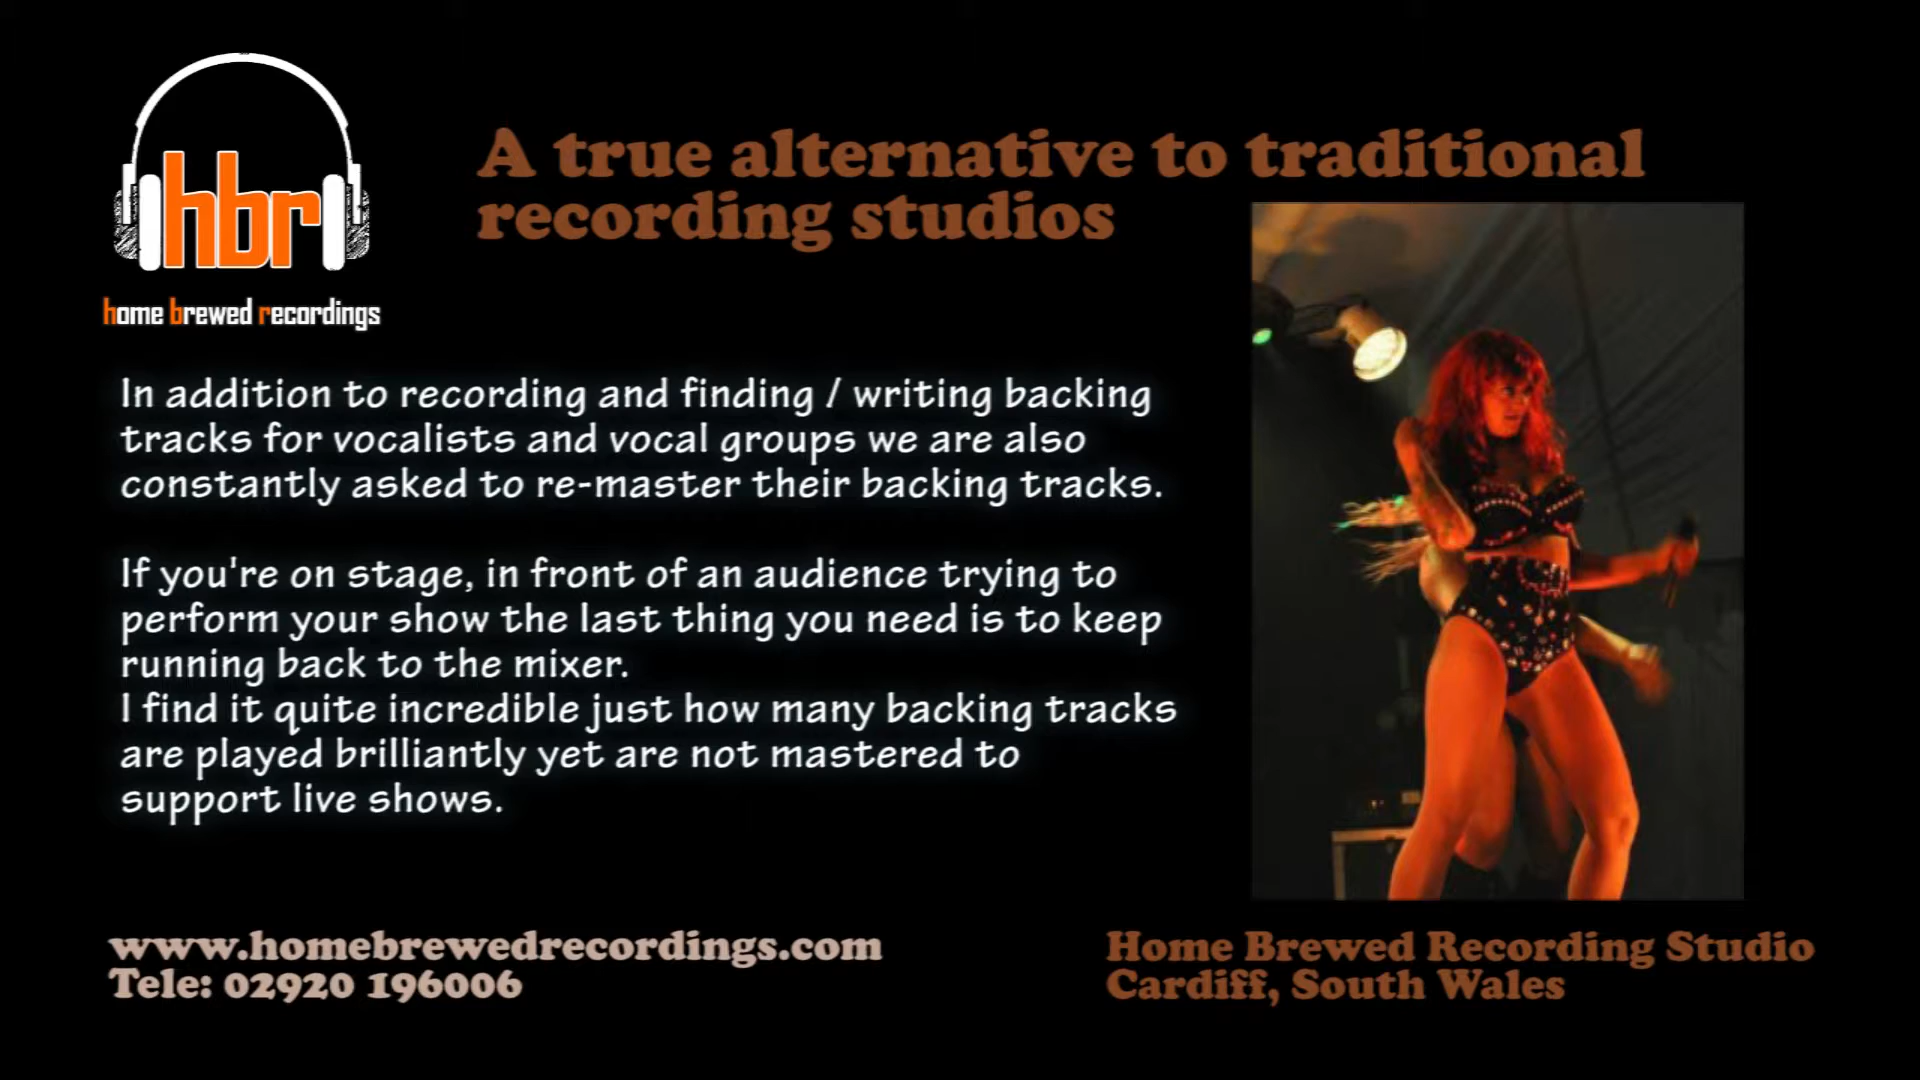 hbr
home brewed recordings
A true alternative to traditional
recording studios
In addition to recording and finding / writing backing
tracks for vocalists and vocal groups we are also
constantly asked to re-master their backing tracks.
If you're on stage, in front of an audience trying to
perform your show the last thing you need is to keep
running back to the mixer.
I find it quite incredible just how many backing tracks
are played brilliantly yet are not mastered to
support live shows.
www.homebrewedrecordings.com
Tele: 02920 196006
Home Brewed Recording Studio
Cardiff, South Wales